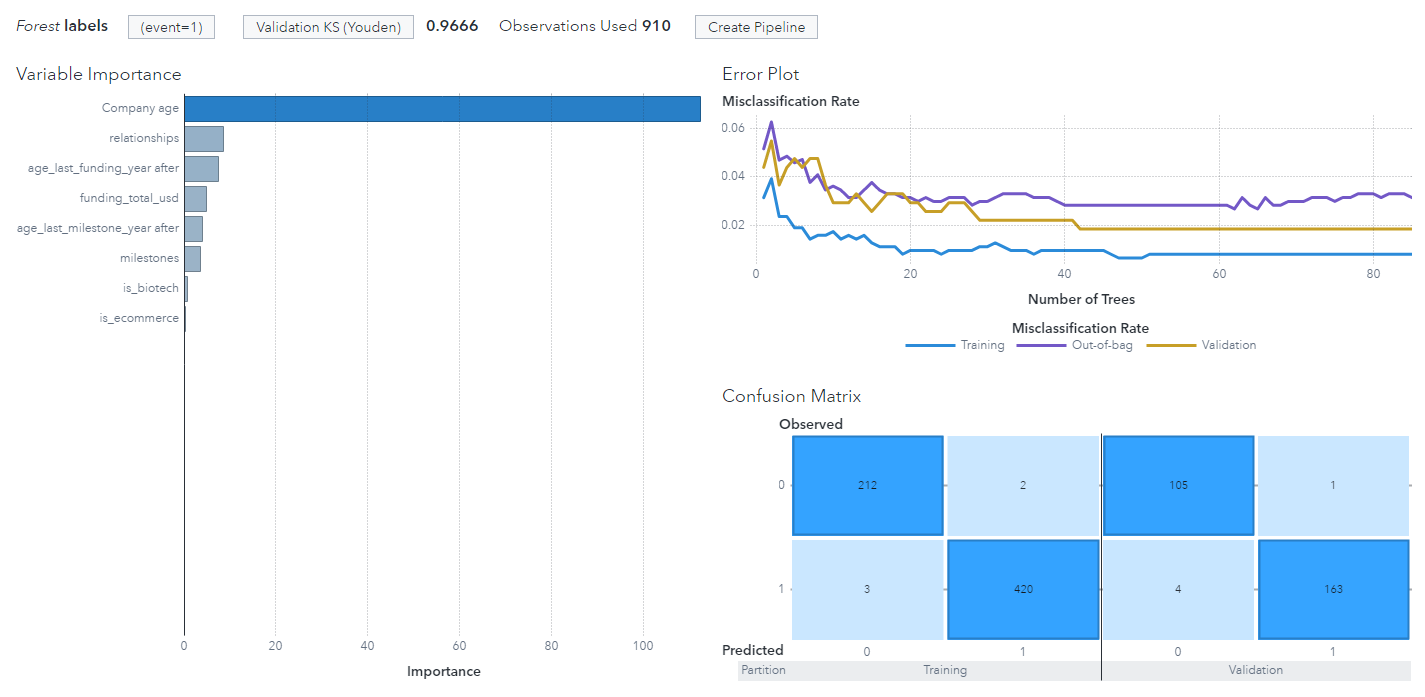 Forest labels (event=1) Validation KS (Youden) 0.9666 Observations Used 910 Create Pipeline
Variable Importance
Company age
relationships
age_last_funding_year after
funding_total_usd
age_last_milestone_year after
milestones
is_biotech
is_ecommerce
0 20 40 60 80 100
Importance
Error Plot
Misclassification Rate
0.06
0.04
0.02
0 20 40 60 80
Number of Trees
Misclassification Rate
Training Out-of-bag Validation
Confusion Matrix
Observed
0 212 2 105 1
1 3 420 4 163
Predicted 0 1 0 1
Partition Training Validation